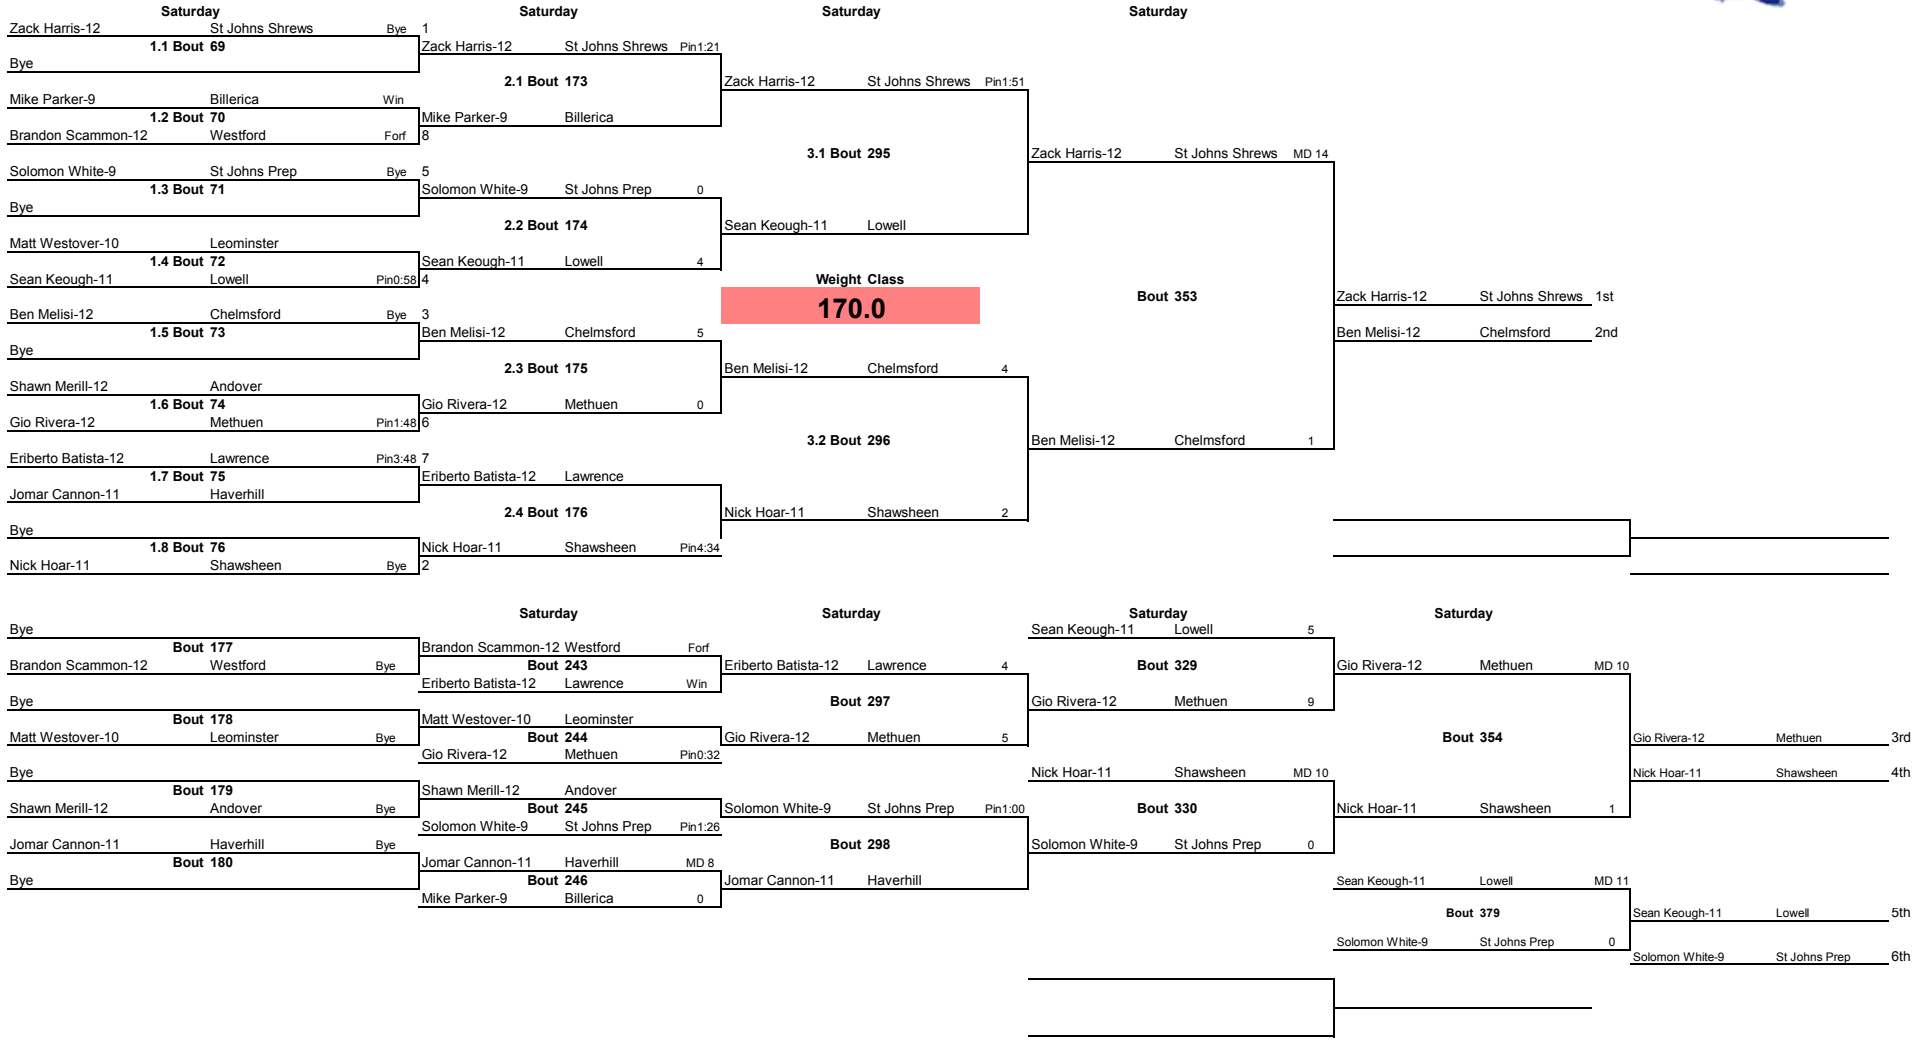 Saturday Saturday Saturday Saturday
Zack Harris-12 St Johns Shrews Bye 1
1.1 Bout 69 Zack Harris-12 St Johns Shrews Pin1:21
Bye
2.1 Bout 173 Zack Harris-12 St Johns Shrews Pin1:51
Mike Parker-9 Billerica Win
1.2 Bout 70 Mike Parker-9 Billerica
Brandon Scammon-12 Westford Forf 8
3.1 Bout 295 Zack Harris-12 St Johns Shrews MD 14
Solomon White-9 St Johns Prep Bye 5
1.3 Bout 71 Solomon White-9 St Johns Prep 0
Bye
2.2 Bout 174 Sean Keough-11 Lowell
Matt Westover-10 Leominster
1.4 Bout 72 Sean Keough-11 Lowell 4
Sean Keough-11 Lowell Pin0:58 4 Weight Class
Bout 353 Zack Harris-12 St Johns Shrews 1st
170.0
Ben Melisi-12 Chelmsford Bye 3
1.5 Bout 73 Ben Melisi-12 Chelmsford 5 Ben Melisi-12 Chelmsford 2nd
Bye
2.3 Bout 175 Ben Melisi-12 Chelmsford 4
Shawn Merill-12 Andover
1.6 Bout 74 Gio Rivera-12 Methuen 0
Gio Rivera-12 Methuen Pin1:48 6
3.2 Bout 296 Ben Melisi-12 Chelmsford 1
Eriberto Batista-12 Lawrence Pin3:48 7
1.7 Bout 75 Eriberto Batista-12 Lawrence
Jomar Cannon-11 Haverhill
2.4 Bout 176 Nick Hoar-11 Shawsheen 2
Bye
1.8 Bout 76 Nick Hoar-11 Shawsheen Pin4:34
Nick Hoar-11 Shawsheen Bye 2
Saturday Saturday Saturday Saturday
Bye Sean Keough-11 Lowell 5
Bout 177 Brandon Scammon-12 Westford Forf
Brandon Scammon-12 Westford Bye Bout 243 Eriberto Batista-12 Lawrence 4 Bout 329 Gio Rivera-12 Methuen MD 10
Eriberto Batista-12 Lawrence Win
Bye Bout 297 Gio Rivera-12 Methuen 9
Bout 178 Matt Westover-10 Leominster
Matt Westover-10 Leominster Bye Bout 244 Gio Rivera-12 Methuen 5 Bout 354 Gio Rivera-12 Methuen 3rd
Gio Rivera-12 Methuen Pin0:32
Bye Nick Hoar-11 Shawsheen MD 10 Nick Hoar-11 Shawsheen 4th
Bout 179 Shawn Merill-12 Andover
Shawn Merill-12 Andover Bye Bout 245 Solomon White-9 St Johns Prep Pin1:00 Bout 330 Nick Hoar-11 Shawsheen 1
Solomon White-9 St Johns Prep Pin1:26
Jomar Cannon-11 Haverhill Bye Bout 298 Solomon White-9 St Johns Prep 0
Bout 180 Jomar Cannon-11 Haverhill MD 8
Bye Bout 246 Jomar Cannon-11 Haverhill Sean Keough-11 Lowell MD 11
Mike Parker-9 Billerica 0
Bout 379 Sean Keough-11 Lowell 5th
Solomon White-9 St Johns Prep 0
Solomon White-9 St Johns Prep 6th